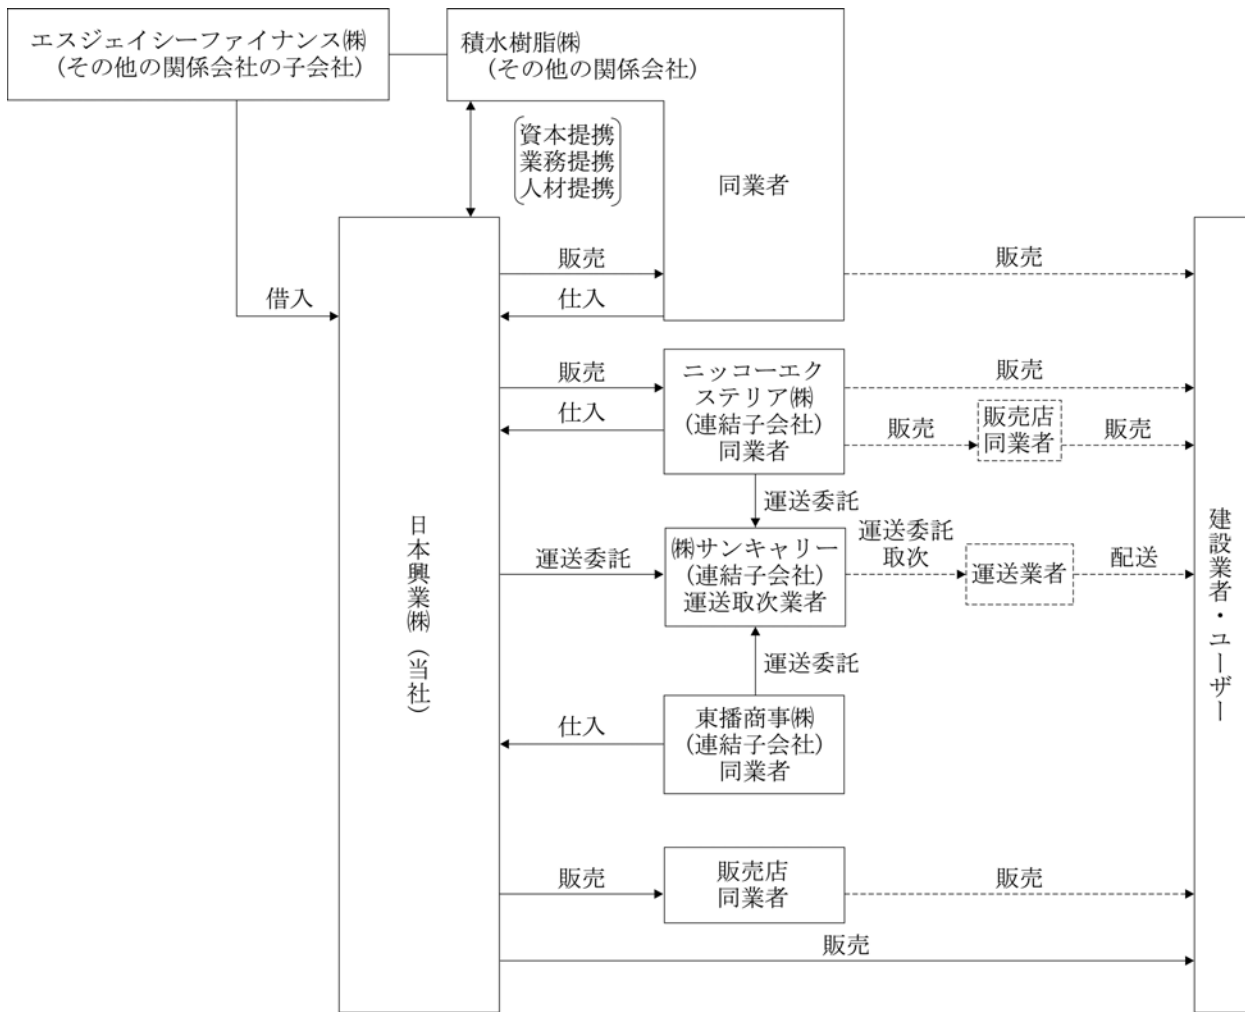 エスジェイシーファイナンス㈱
（その他の関係会社の子会社）
積水樹脂㈱
（その他の関係会社）
資本提携
業務提携
人材提携
同業者
販売
販売
借入
仕入
販売
ニッコーエク
ステリア㈱
（連結子会社）
同業者
販売
仕入
販売
販売店
同業者
販売
運送委託
日本興業㈱（当社）
運送委託
㈱サンキャリー
（連結子会社）
運送取次業者
運送委託
取次
運送業者
配送
建設業者・ユーザー
運送委託
仕入
東播商事㈱
（連結子会社）
同業者
販売
販売店
同業者
販売
販売